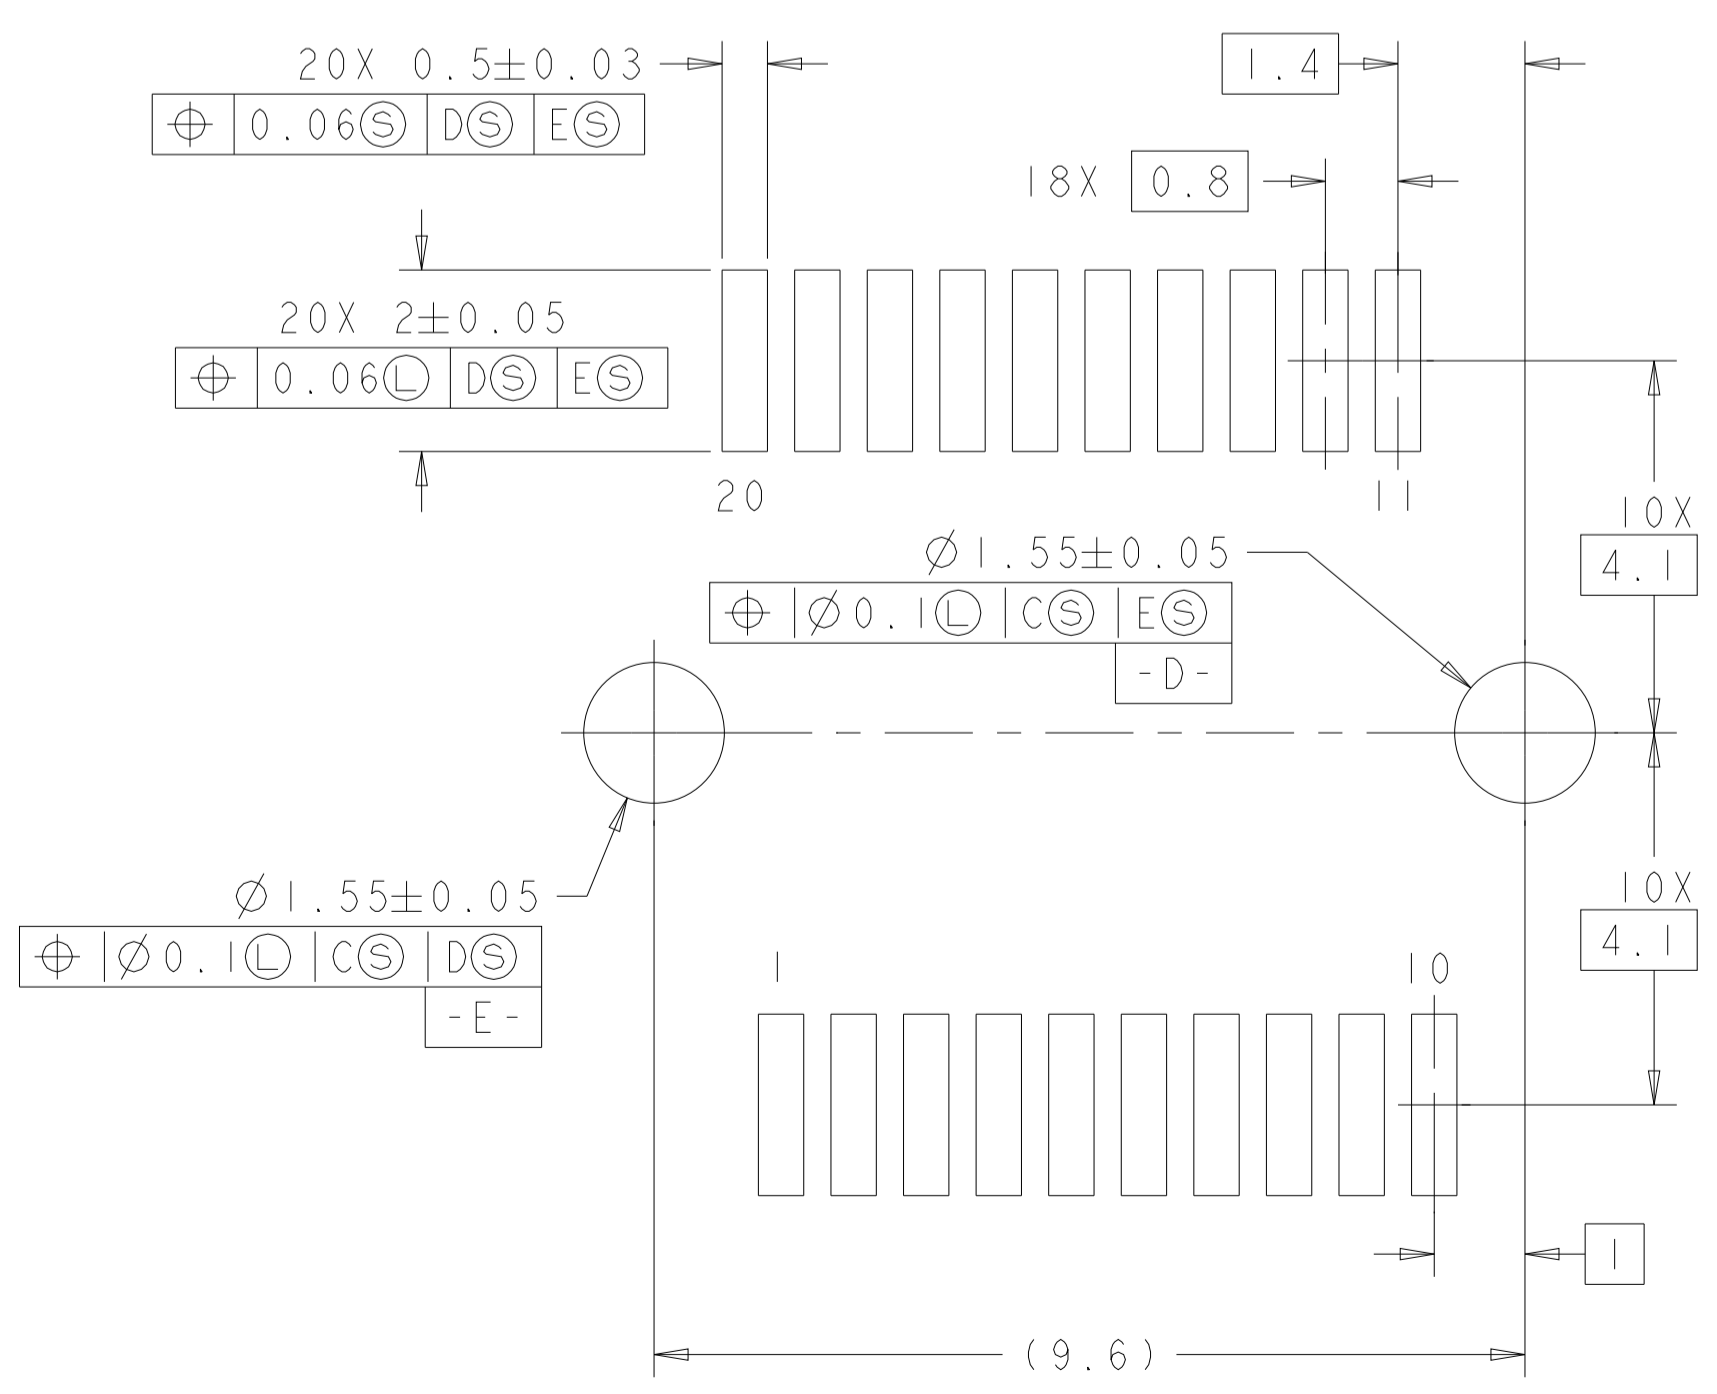 20X 0.5±0.03
⌖ 0.06Ⓢ DⓈ EⓈ
1.4
18X 0.8
20X 2±0.05
⌖ 0.06Ⓛ DⓈ EⓈ
20
11
10X
4.1
Ø1.55±0.05
⌖ Ø0.1Ⓛ CⓈ EⓈ
-D-
Ø1.55±0.05
⌖ Ø0.1Ⓛ CⓈ DⓈ
-E-
10X
4.1
1
10
1
(9.6)